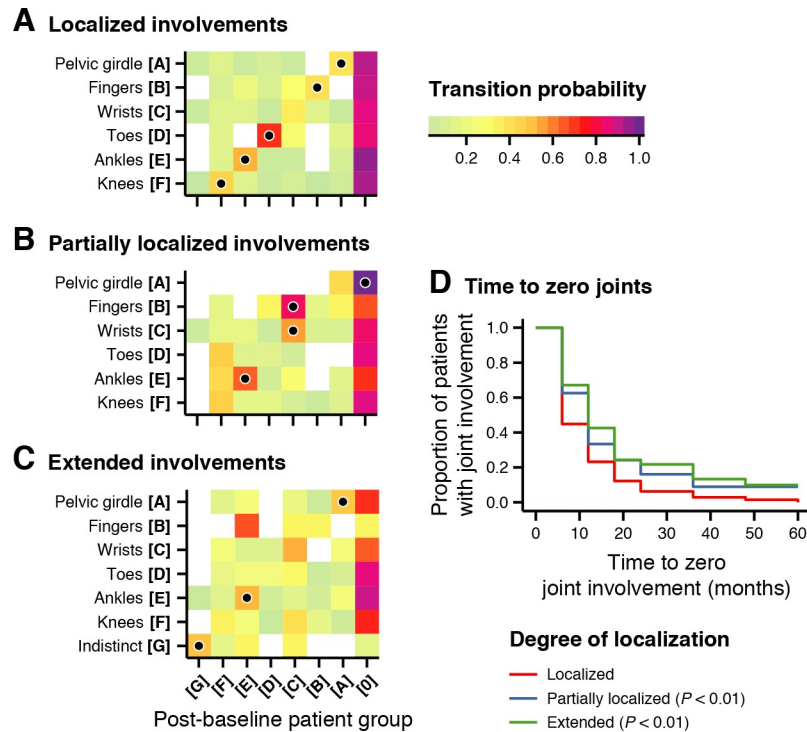 A Localized involvements
Pelvic girdle [A]
Fingers [B]
Wrists [C]
Toes [D]
Ankles [E]
Knees [F]
Transition probability
0.2 0.4 0.6 0.8 1.0
B Partially localized involvements
Pelvic girdle [A]
Fingers [B]
Wrists [C]
Toes [D]
Ankles [E]
Knees [F]
C Extended involvements
Pelvic girdle [A]
Fingers [B]
Wrists [C]
Toes [D]
Ankles [E]
Knees [F]
Indistinct [G]
[G] [F] [E] [D] [C] [B] [A] [0]
Post-baseline patient group
D Time to zero joints
Proportion of patients
with joint involvement
1.0
0.8
0.6
0.4
0.2
0.0
0 10 20 30 40 50 60
Time to zero
joint involvement (months)
Degree of localization
Localized
Partially localized (P < 0.01)
Extended (P < 0.01)